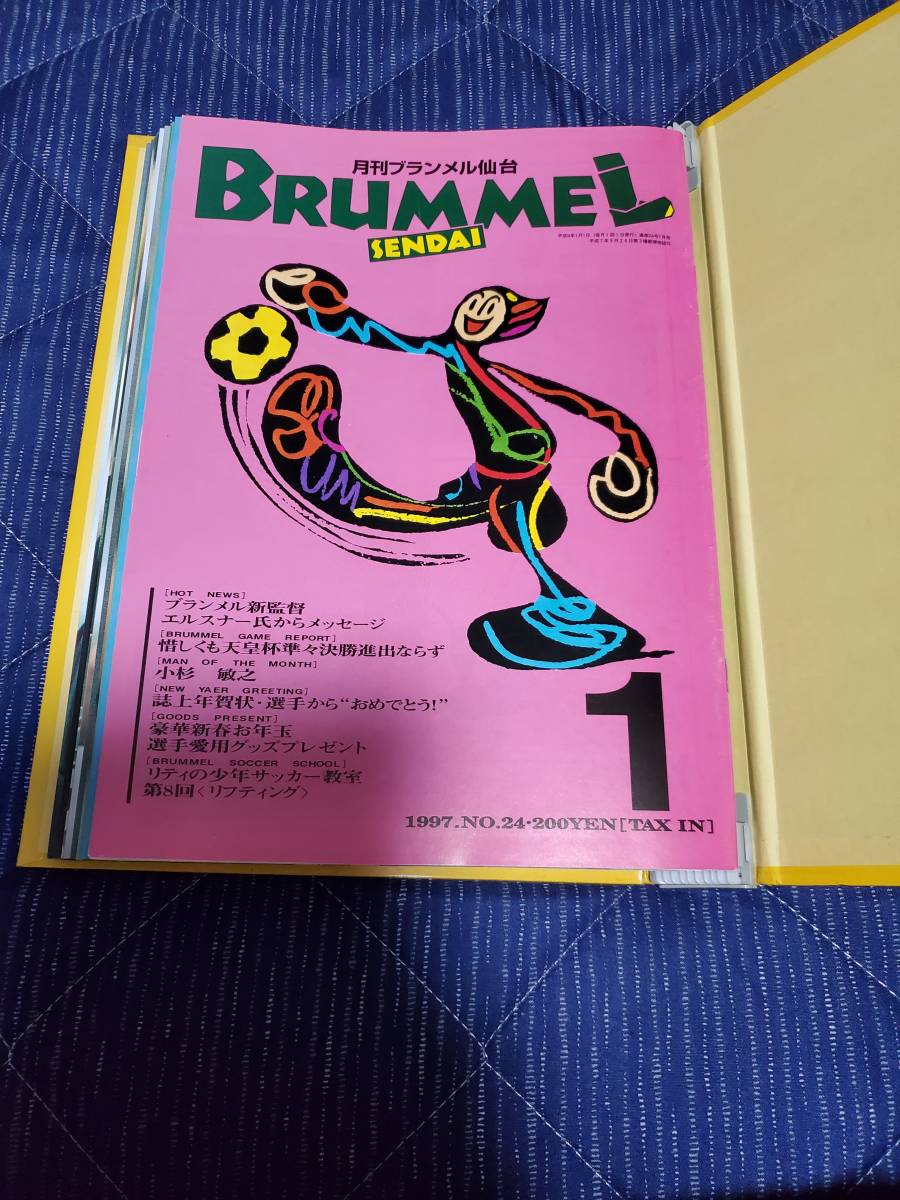 月刊ブランメル仙台
BRUMMEL
SENDAI
[HOT NEWS]
ブランメル新監督
エルスナー氏からメッセージ
[BRUMMEL GAME REPORT]
惜しくも天皇杯準々決勝進出ならず
[MAN OF THE MONTH]
小杉 敏之
[NEW YAER GREETING]
誌上年賀状・選手から“おめでとう!”
[GOODS PRESENT]
豪華新春お年玉
選手愛用グッズプレゼント
[BRUMMEL SOCCER SCHOOL]
リティの少年サッカー教室
第8回〈リフティング〉
1
1997.NO.24・200YEN[TAX IN]